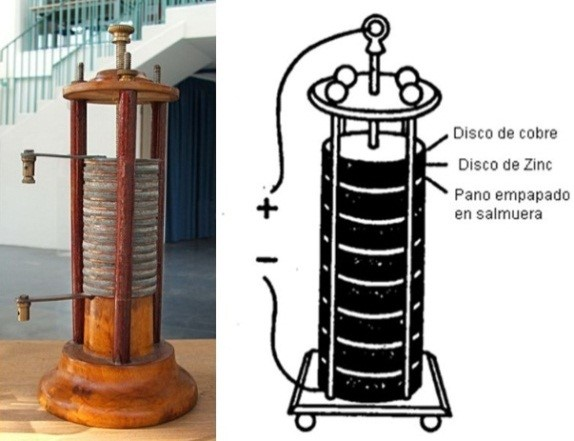 Disco de cobre
Disco de Zinc
Pano empapado
en salmuera
+
−